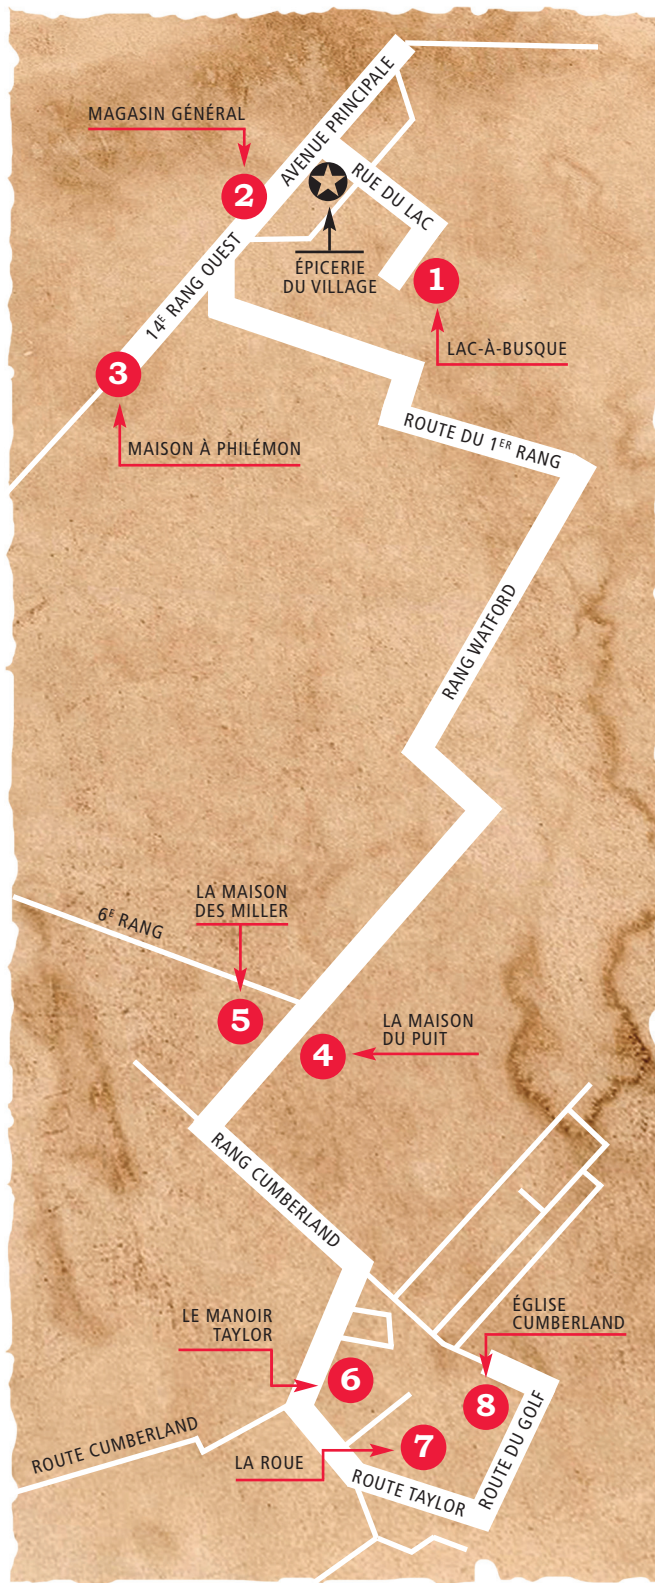 AVENUE PRINCIPALE
MAGASIN GÉNÉRAL
2
RUE DU LAC
ÉPICERIE
DU VILLAGE
1
LAC-À-BUSQUE
14E RANG OUEST
3
MAISON À PHILÉMON
ROUTE DU 1ER RANG
RANG WATFORD
LA MAISON
DES MILLER
6E RANG
5
4
LA MAISON
DU PUIT
RANG CUMBERLAND
LE MANOIR
TAYLOR
6
ÉGLISE
CUMBERLAND
8
ROUTE CUMBERLAND
LA ROUE
7
ROUTE TAYLOR
ROUTE DU GOLF